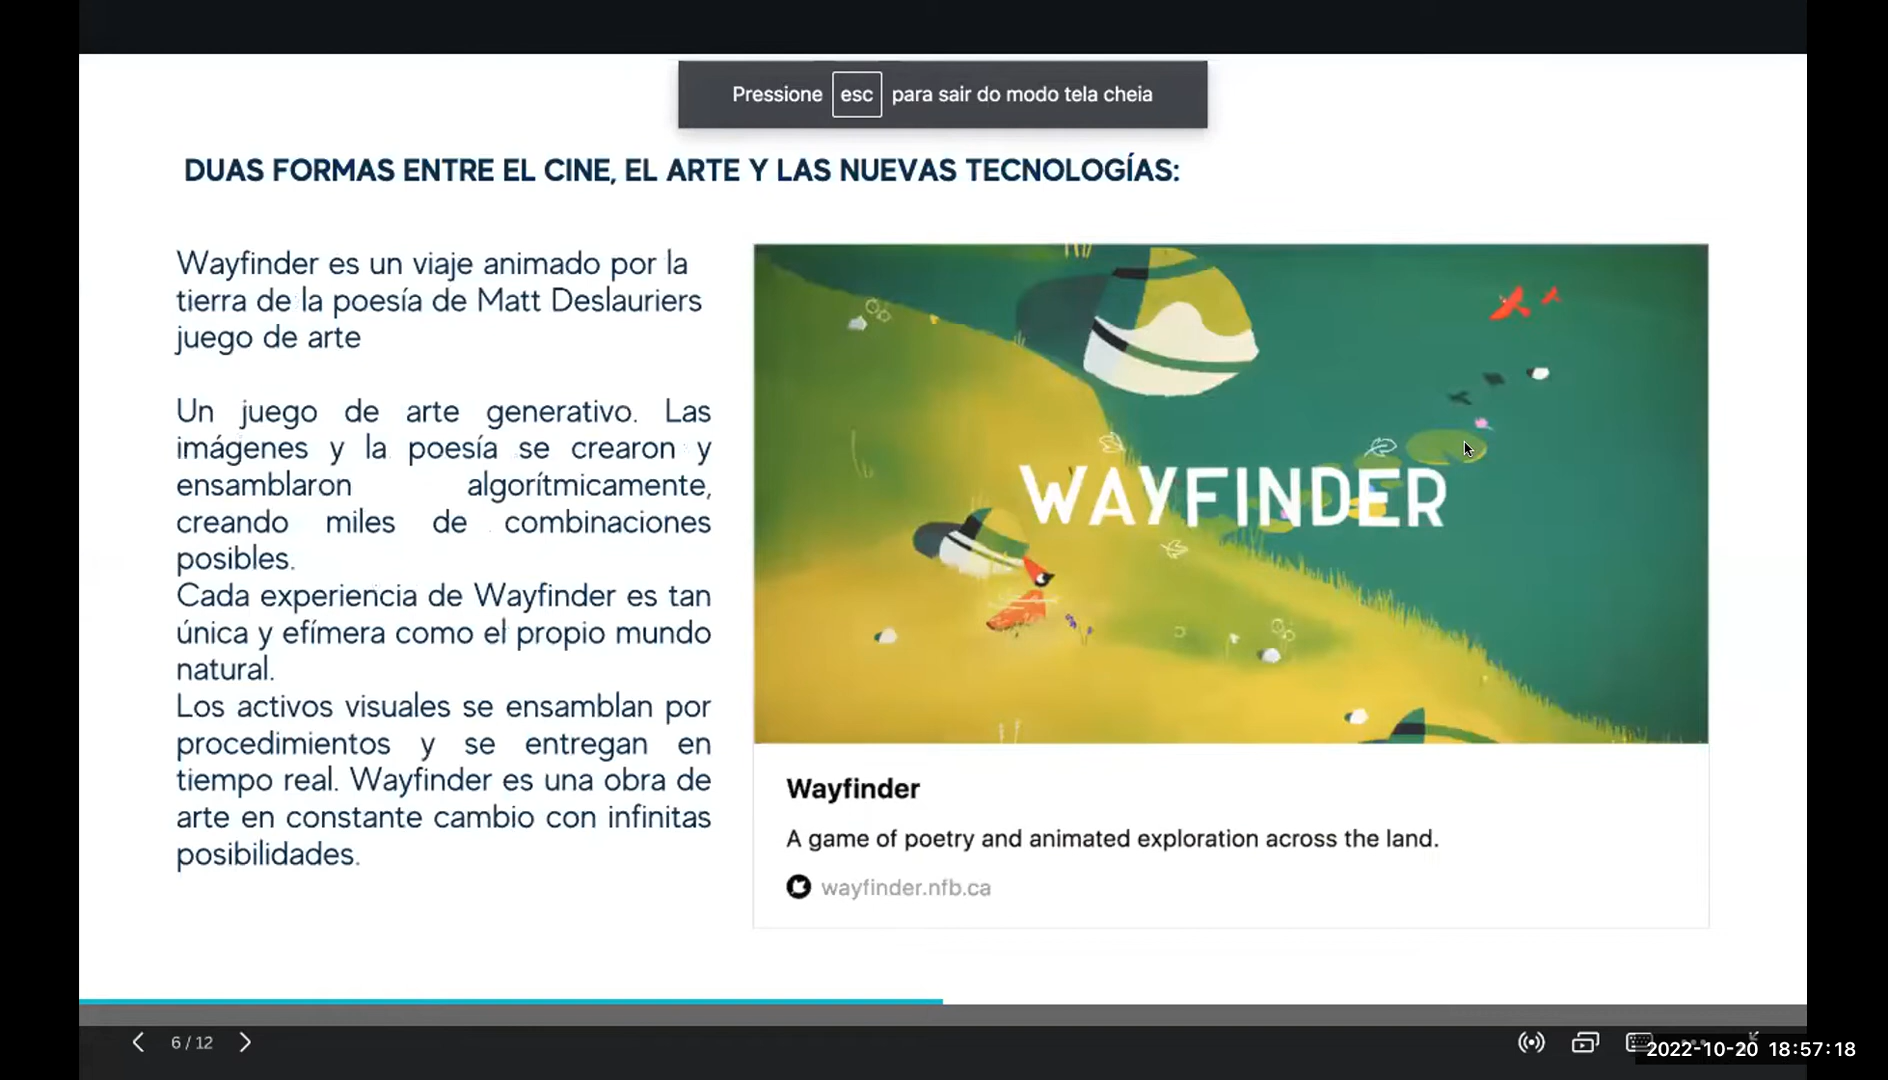 Pressione esc para sair do modo tela cheia
DUAS FORMAS ENTRE EL CINE, EL ARTE Y LAS NUEVAS TECNOLOGÍAS:
Wayfinder es un viaje animado por la
tierra de la poesía de Matt Deslauriers
juego de arte
Un juego de arte generativo. Las
imágenes y la poesía se crearon y
ensamblaron algorítmicamente,
creando miles de combinaciones
posibles.
Cada experiencia de Wayfinder es tan
única y efímera como el propio mundo
natural.
Los activos visuales se ensamblan por
procedimientos y se entregan en
tiempo real. Wayfinder es una obra de
arte en constante cambio con infinitas
posibilidades.
WAYFINDER
Wayfinder
A game of poetry and animated exploration across the land.
wayfinder.nfb.ca
6 / 12
2022-10-20 18:57:18